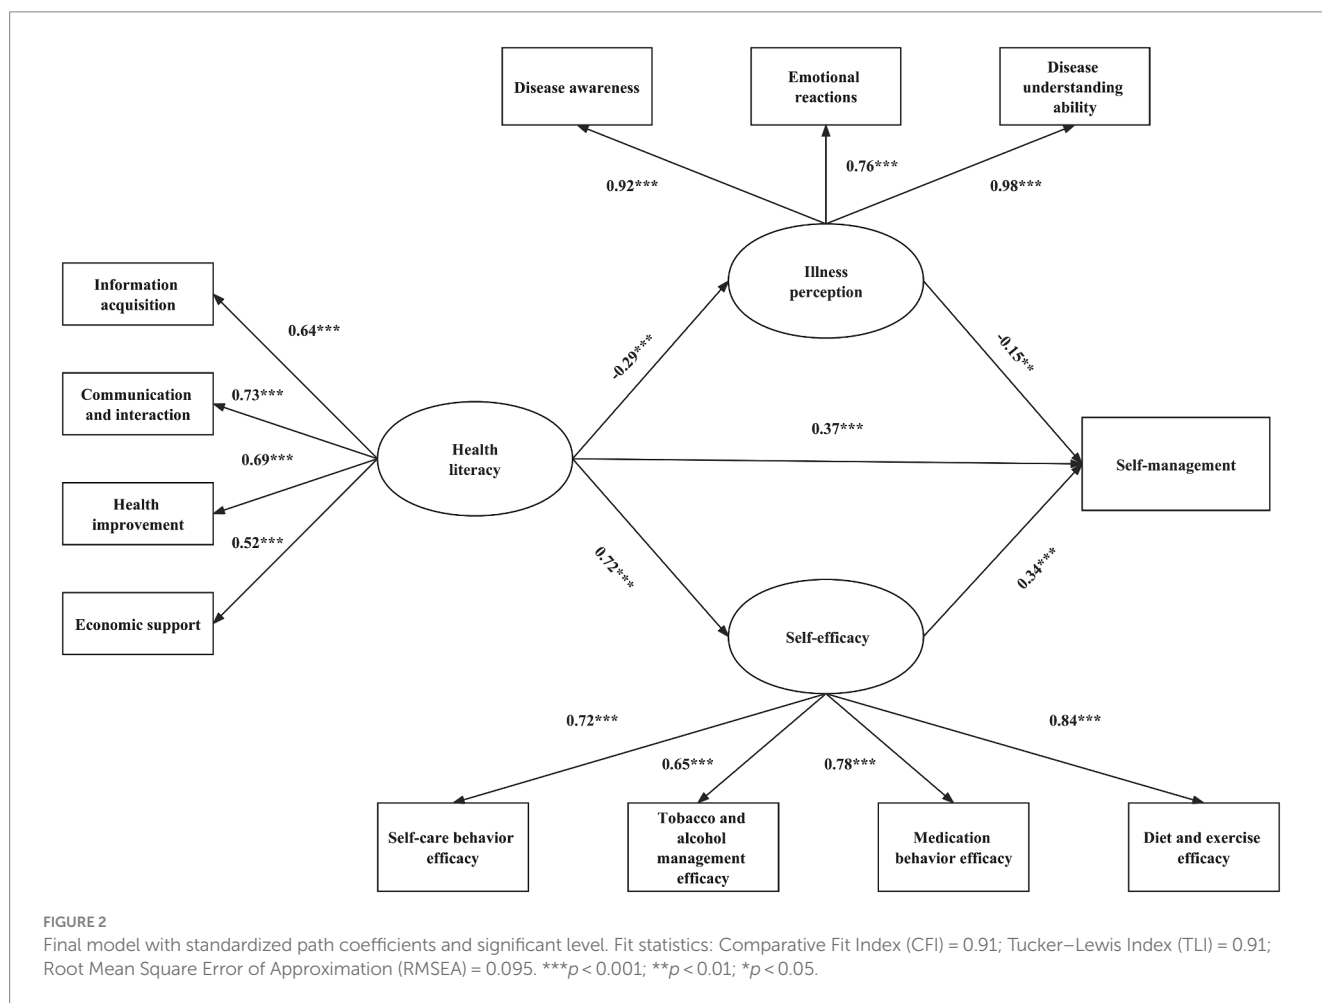 Disease awareness
Emotional
reactions
Disease
understanding
ability
0.92***
0.76***
0.98***
Information
acquisition
Illness
perception
0.64***
-0.29***
-0.15**
Communication
and interaction
0.73***
0.37***
0.69***
Health
literacy
Self-management
Health
improvement
0.52***
0.72***
0.34***
Economic support
Self-efficacy
0.72***
0.65***
0.78***
0.84***
Self-care behavior
efficacy
Tobacco and
alcohol
management
efficacy
Medication
behavior efficacy
Diet and exercise
efficacy
FIGURE 2
Final model with standardized path coefficients and significant level. Fit statistics: Comparative Fit Index (CFI) = 0.91; Tucker–Lewis Index (TLI) = 0.91;
Root Mean Square Error of Approximation (RMSEA) = 0.095. ***p < 0.001; **p < 0.01; *p < 0.05.